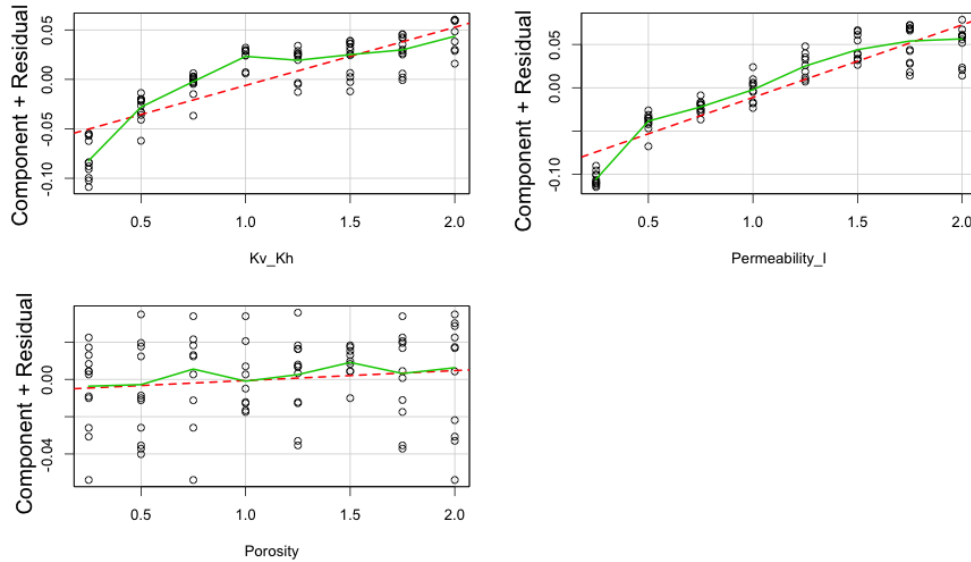 Component + Residual
0.05
0.00
-0.05
-0.10
0.5 1.0 1.5 2.0
Kv_Kh
Component + Residual
0.05
0.00
-0.10
0.5 1.0 1.5 2.0
Permeability_I
Component + Residual
0.00
-0.04
0.5 1.0 1.5 2.0
Porosity